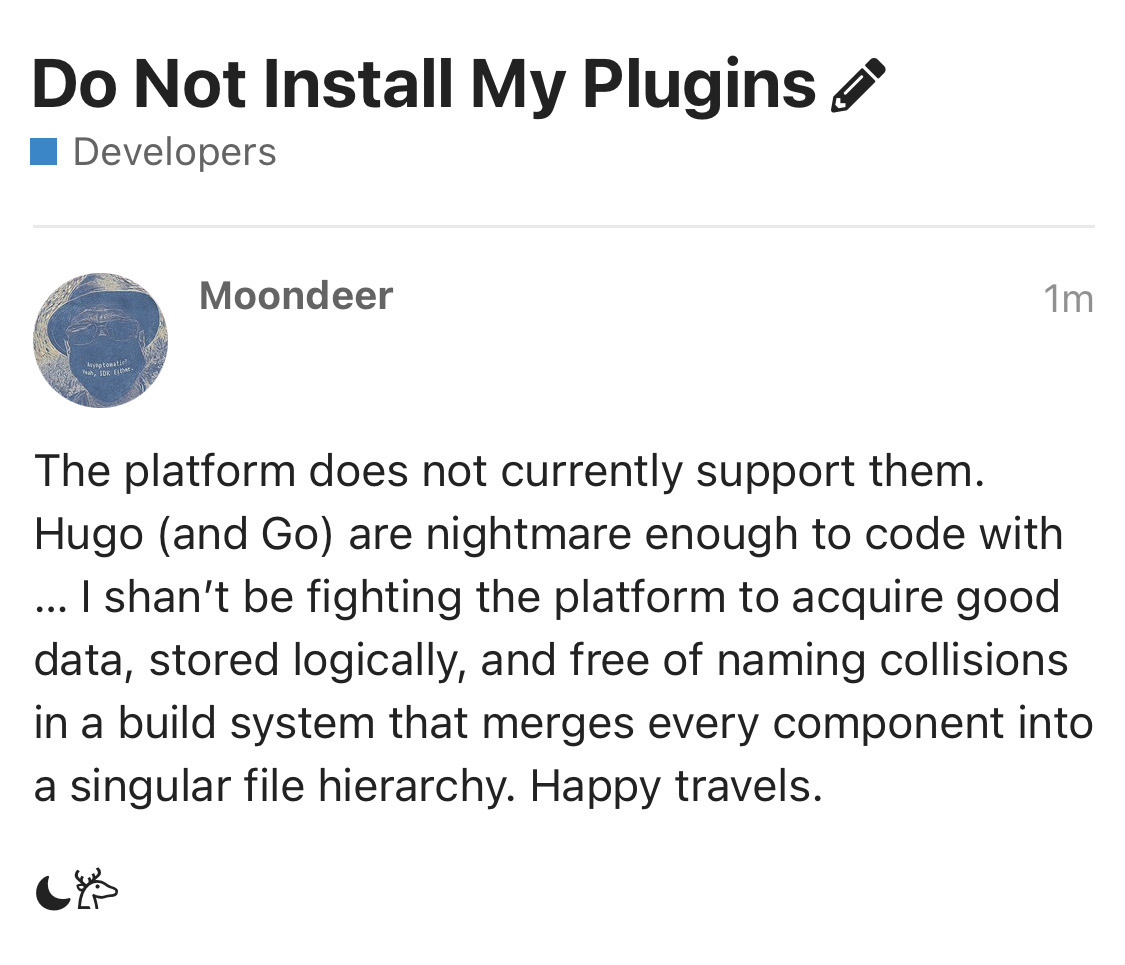 Do Not Install My Plugins
Developers
Moondeer
1m
Asymptomatic?
Yeah, IDK Either.
The platform does not currently support them.
Hugo (and Go) are nightmare enough to code with
... I shan’t be fighting the platform to acquire good
data, stored logically, and free of naming collisions
in a build system that merges every component into
a singular file hierarchy. Happy travels.